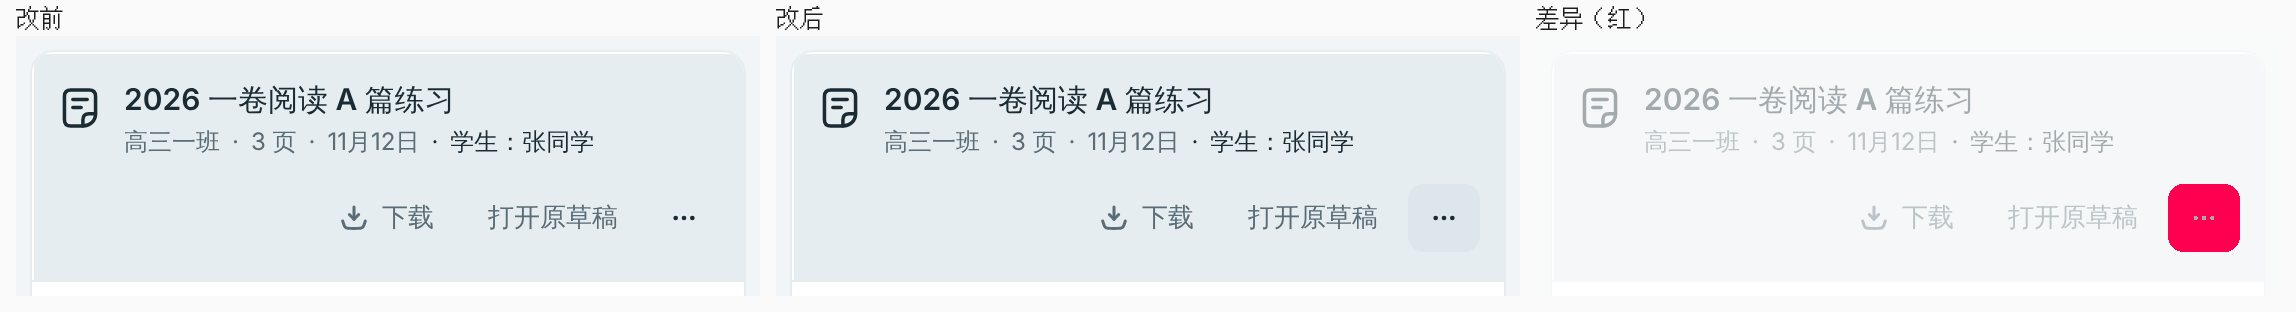 改前
2026 一卷阅读 A 篇练习
高三一班 · 3 页 · 11月12日 · 学生：张同学
下载 打开原草稿 ···
改后
2026 一卷阅读 A 篇练习
高三一班 · 3 页 · 11月12日 · 学生：张同学
下载 打开原草稿 ···
差异（红）
2026 一卷阅读 A 篇练习
高三一班 · 3 页 · 11月12日 · 学生：张同学
下载 打开原草稿 ···